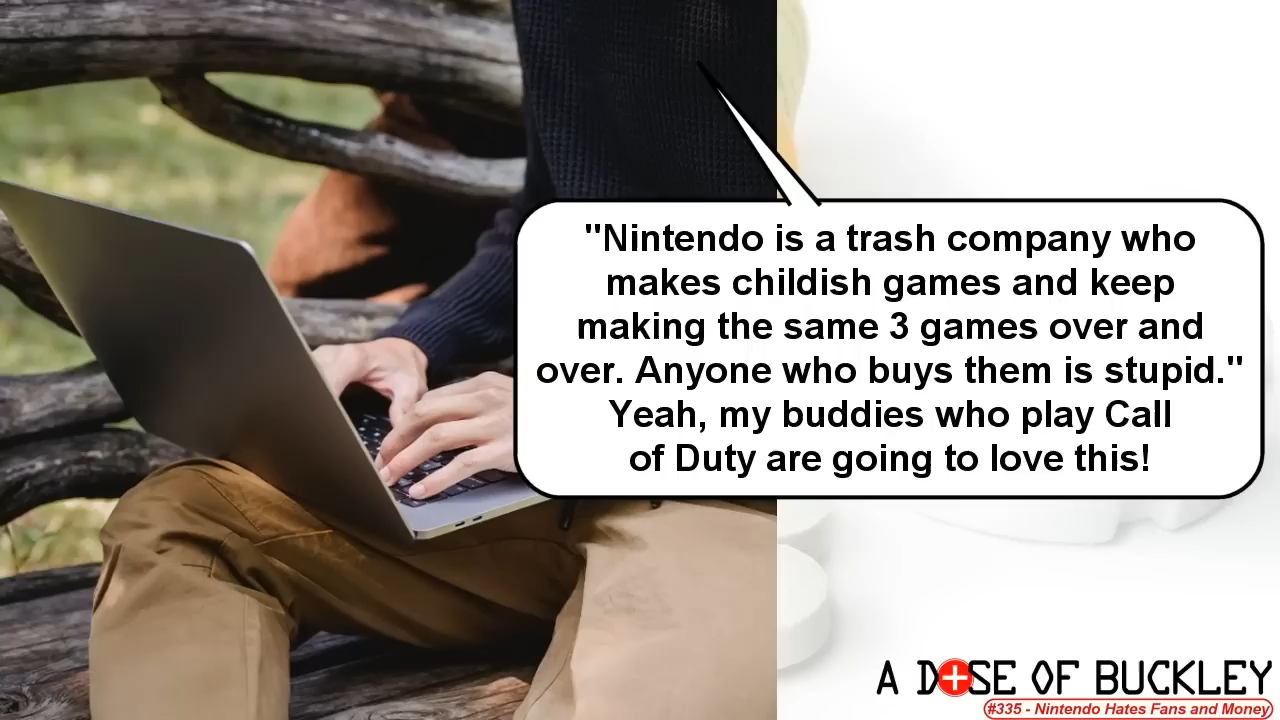 "Nintendo is a trash company who
makes childish games and keep
making the same 3 games over and
over. Anyone who buys them is stupid."
Yeah, my buddies who play Call
of Duty are going to love this!
A DOSE OF BUCKLEY
#335 - Nintendo Hates Fans and Money